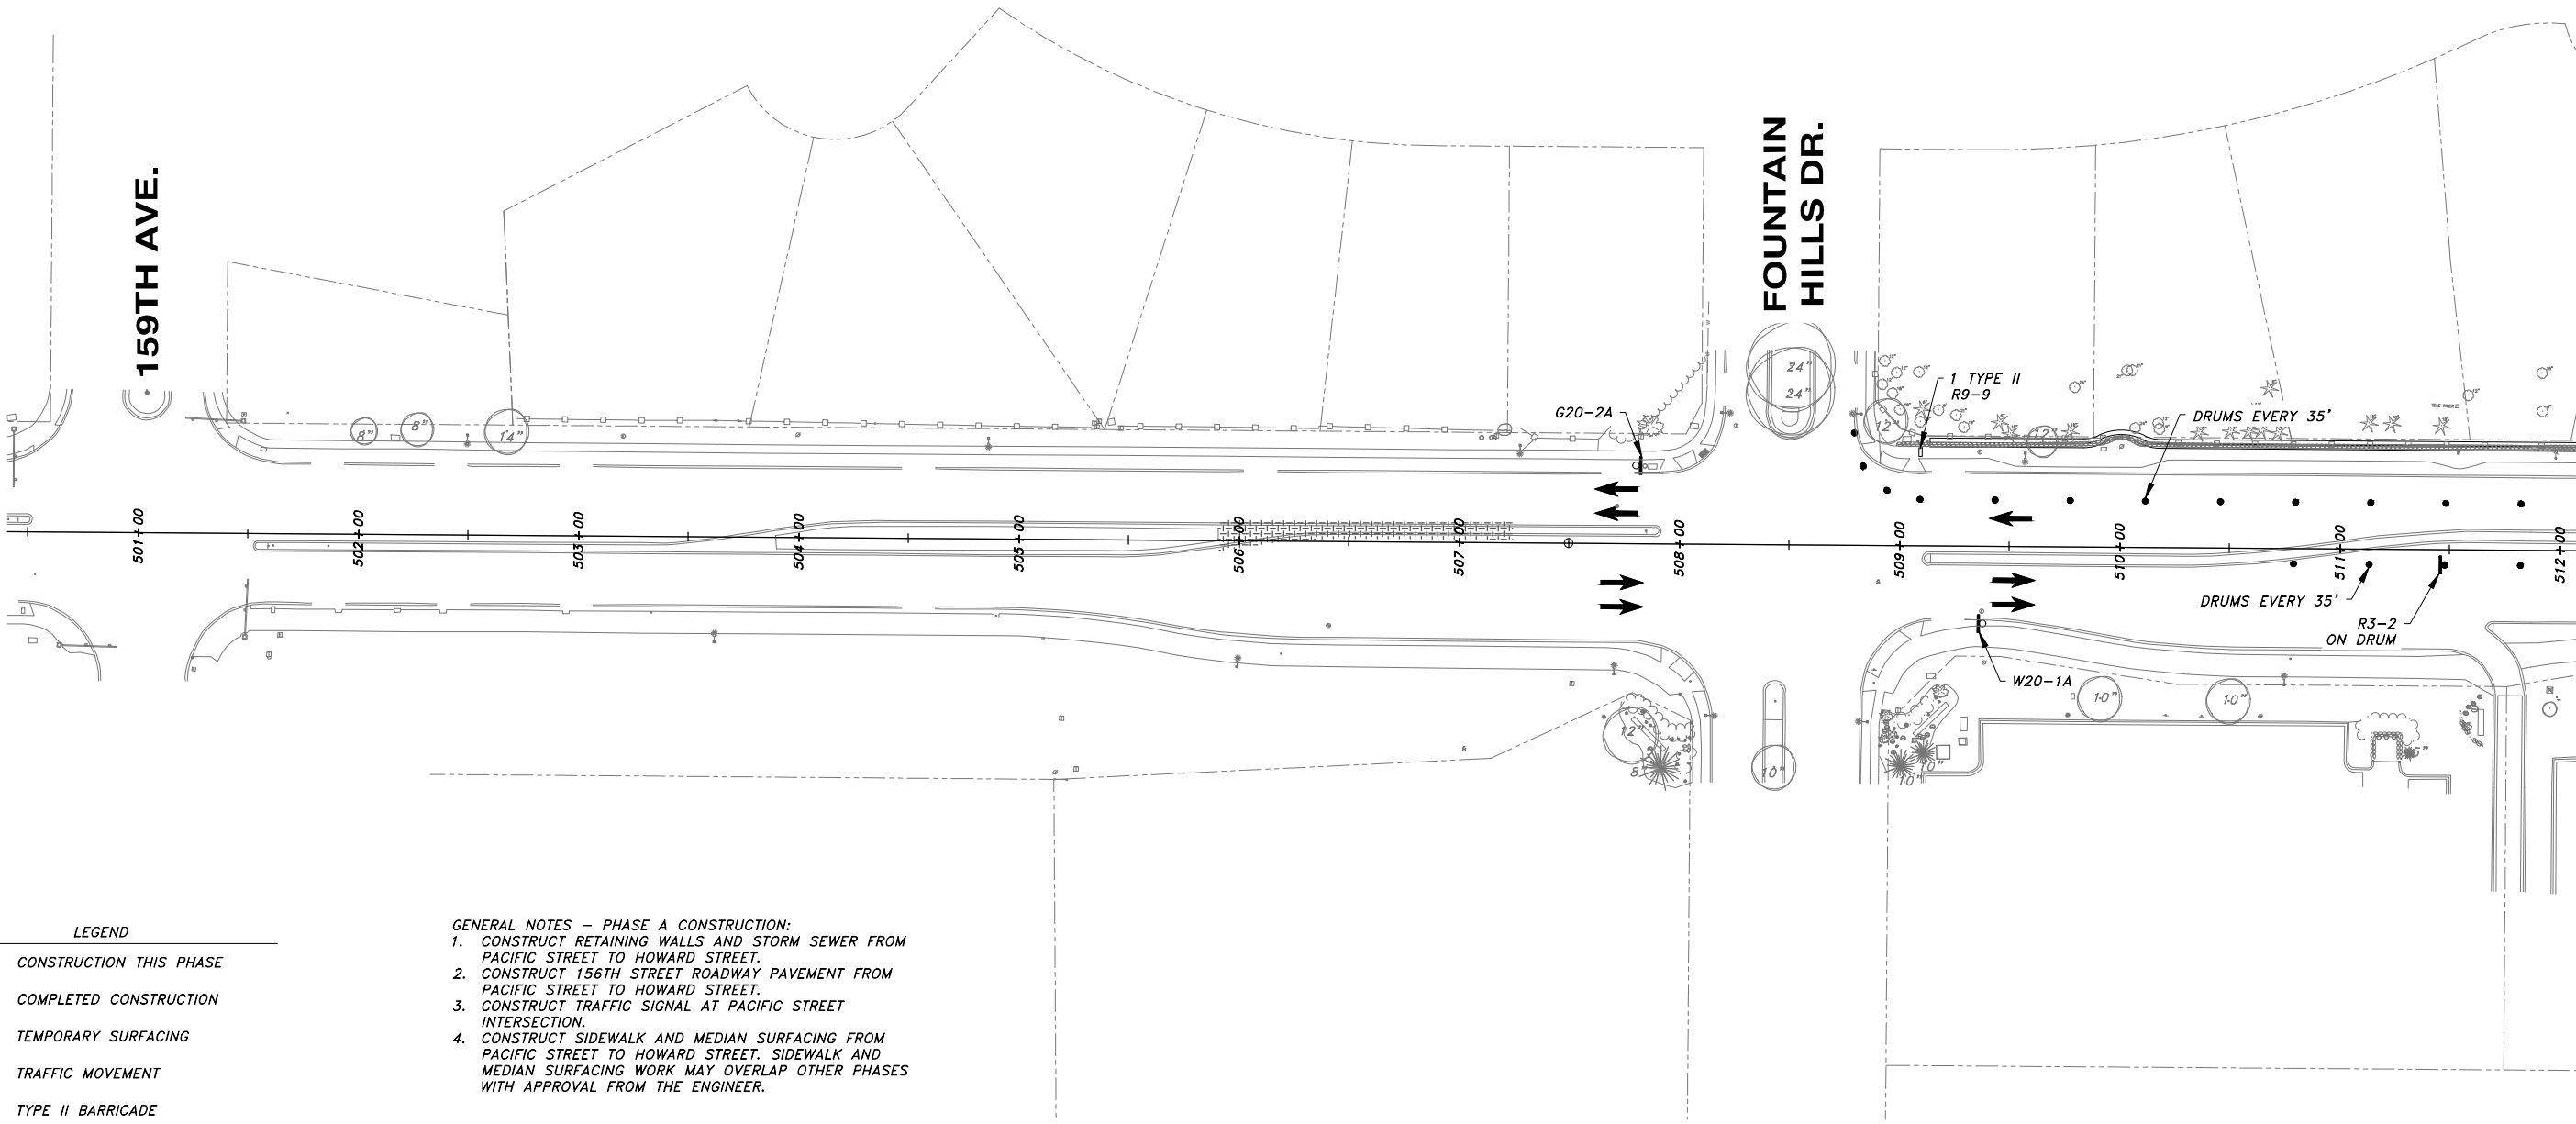 159TH AVE.
FOUNTAIN
HILLS DR.
24"
24"
1 TYPE II
R9-9
G20-2A
DRUMS EVERY 35'
8"
8"
14"
12"
12"
501+00
502+00
503+00
504+00
505+00
506+00
507+00
508+00
509+00
510+00
511+00
512+00
DRUMS EVERY 35'
R3-2
ON DRUM
W20-1A
12"
8"
10"
10"
10"
10"
10"
LEGEND
CONSTRUCTION THIS PHASE
COMPLETED CONSTRUCTION
TEMPORARY SURFACING
TRAFFIC MOVEMENT
TYPE II BARRICADE
GENERAL NOTES – PHASE A CONSTRUCTION:
1. CONSTRUCT RETAINING WALLS AND STORM SEWER FROM
PACIFIC STREET TO HOWARD STREET.
2. CONSTRUCT 156TH STREET ROADWAY PAVEMENT FROM
PACIFIC STREET TO HOWARD STREET.
3. CONSTRUCT TRAFFIC SIGNAL AT PACIFIC STREET
INTERSECTION.
4. CONSTRUCT SIDEWALK AND MEDIAN SURFACING FROM
PACIFIC STREET TO HOWARD STREET. SIDEWALK AND
MEDIAN SURFACING WORK MAY OVERLAP OTHER PHASES
WITH APPROVAL FROM THE ENGINEER.